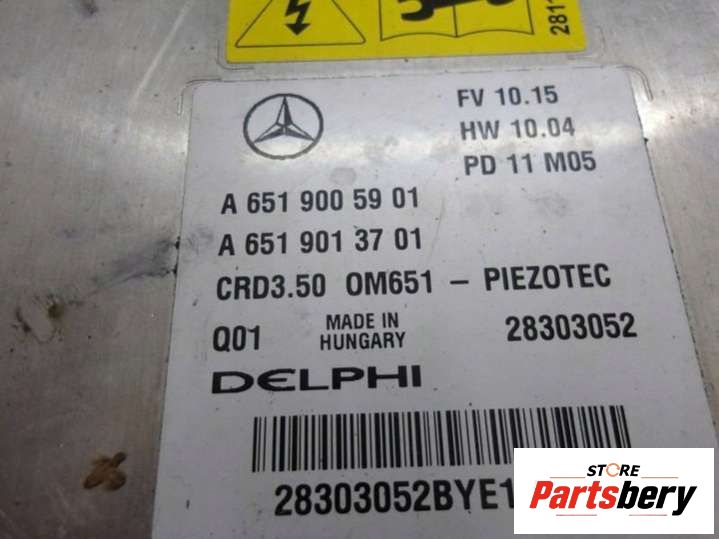 FV 10.15
HW 10.04
PD 11 M05
A 651 900 59 01
A 651 901 37 01
CRD3.50 OM651 - PIEZOTEC
Q01 MADE IN HUNGARY 28303052
DELPHI
28303052BYE1
STORE
Partsbery